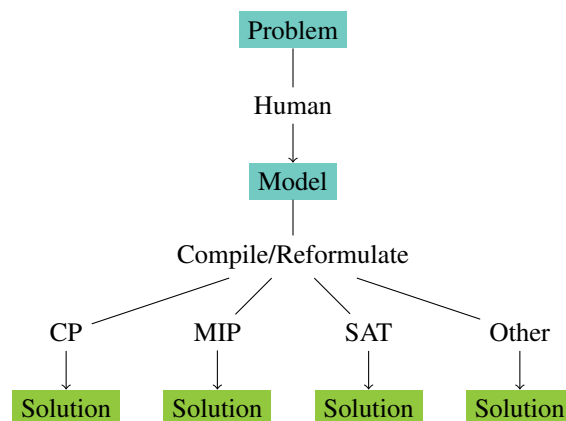 Problem
Human
Model
Compile/Reformulate
CP MIP SAT Other
Solution Solution Solution Solution